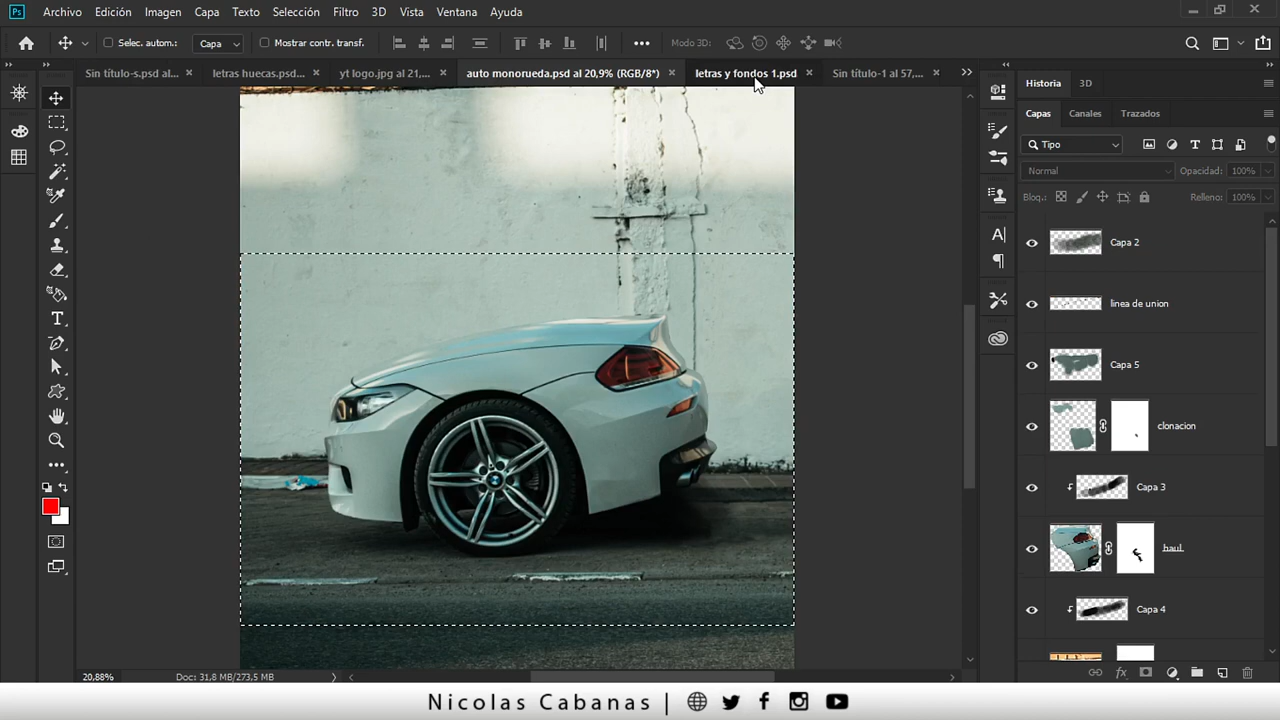 Ps Archivo Edición Imagen Capa Texto Selección Filtro 3D Vista Ventana Ayuda
Selec. autom.: Capa Mostrar contr. transf. Modo 3D:
Sin título-s.psd al... letras huecas.psd... yt logo.jpg al 21,... auto monorueda.psd al 20,9% (RGB/8*) letras y fondos 1.psd Sin título-1 al 57,...
Historia 3D
Capas Canales Trazados
Tipo
Normal Opacidad: 100%
Bloq.: Relleno: 100%
Capa 2
linea de union
Capa 5
clonacion
Capa 3
baul
Capa 4
20,88% Doc: 31,8 MB/273,5 MB
Nicolas Cabanas |